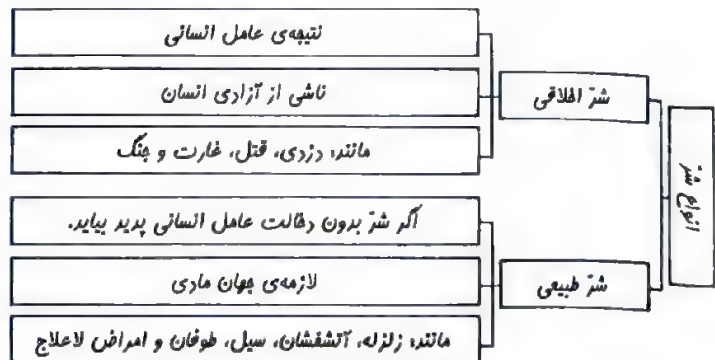 انواع شرّ
شرّ اخلاقی
نتیجه‌ی عامل انسانی
ناشی از آزادی انسان
مانند: دزدی، قتل، غارت و جنگ
شرّ طبیعی
اگر شرّ بدون دخالت عامل انسانی پدید بیاید.
لازمه‌ی جهان مادی
مانند: زلزله، آتشفشان، سیل، طوفان و امراض لاعلاج